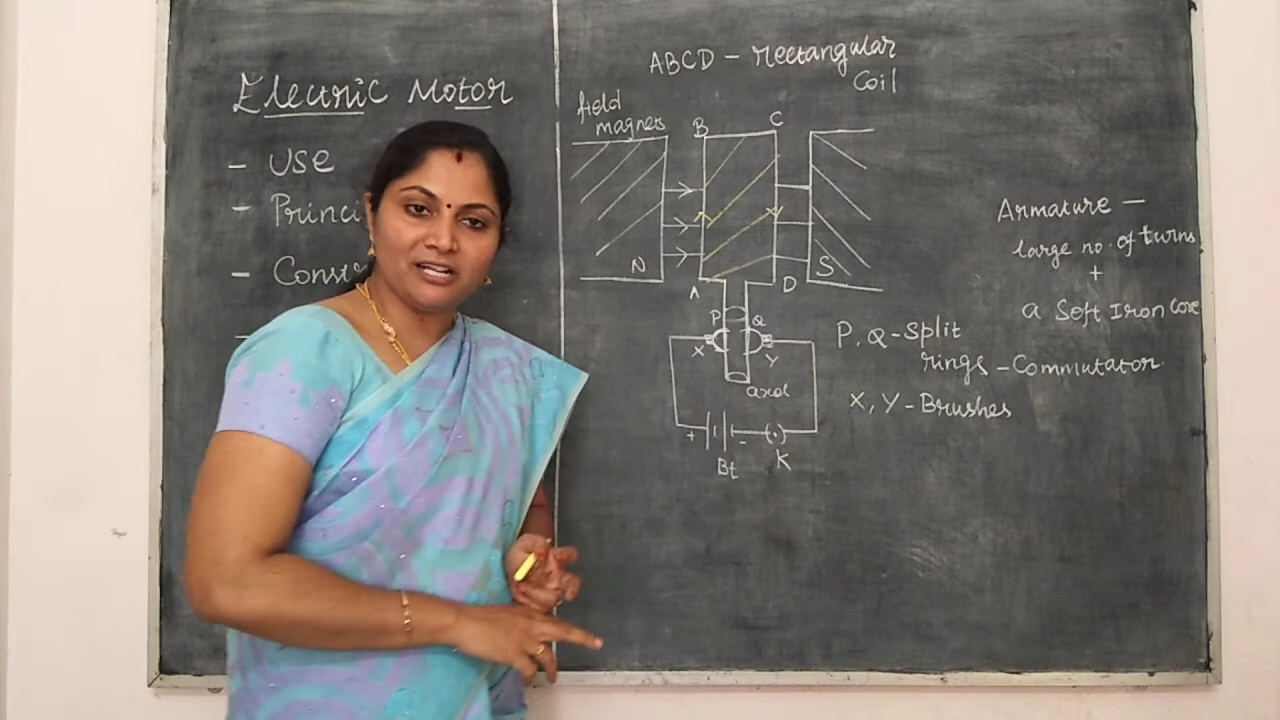 Electric Motor
- Use
- Princi
- Const
ABCD - Rectangular
Coil
field
magnets
B
C
N
S
A
D
P
Q
X
Y
axel
+
-
Bt
K
Armature -
large no. of turns
+
a Soft Iron Core
P, Q - Split
rings - Commutator
X, Y - Brushes